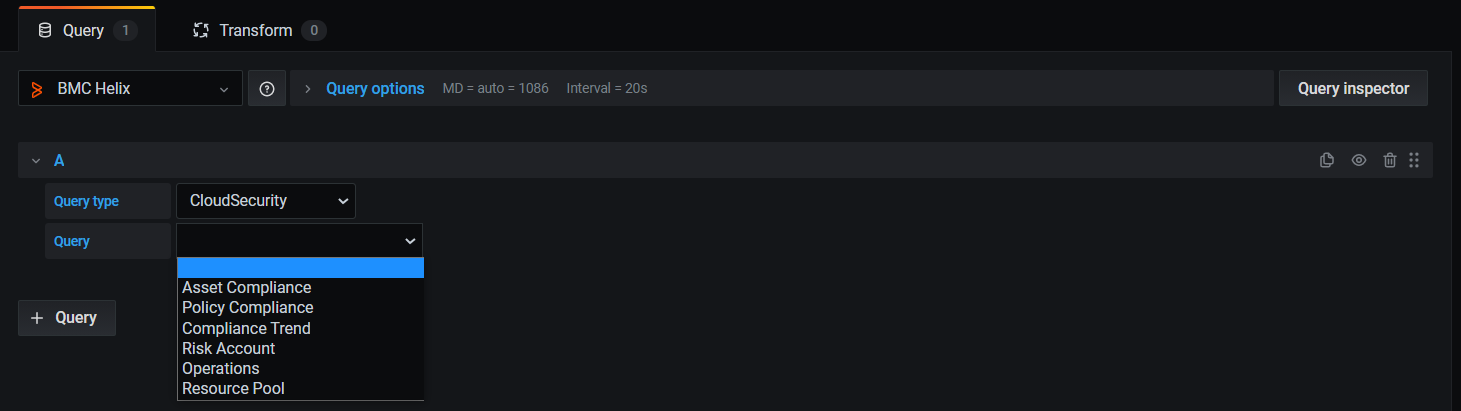 Query 1 Transform 0
BMC Helix Query options MD = auto = 1086 Interval = 20s Query inspector
A
Query type CloudSecurity
Query
Asset Compliance
Policy Compliance
+ Query
Compliance Trend
Risk Account
Operations
Resource Pool